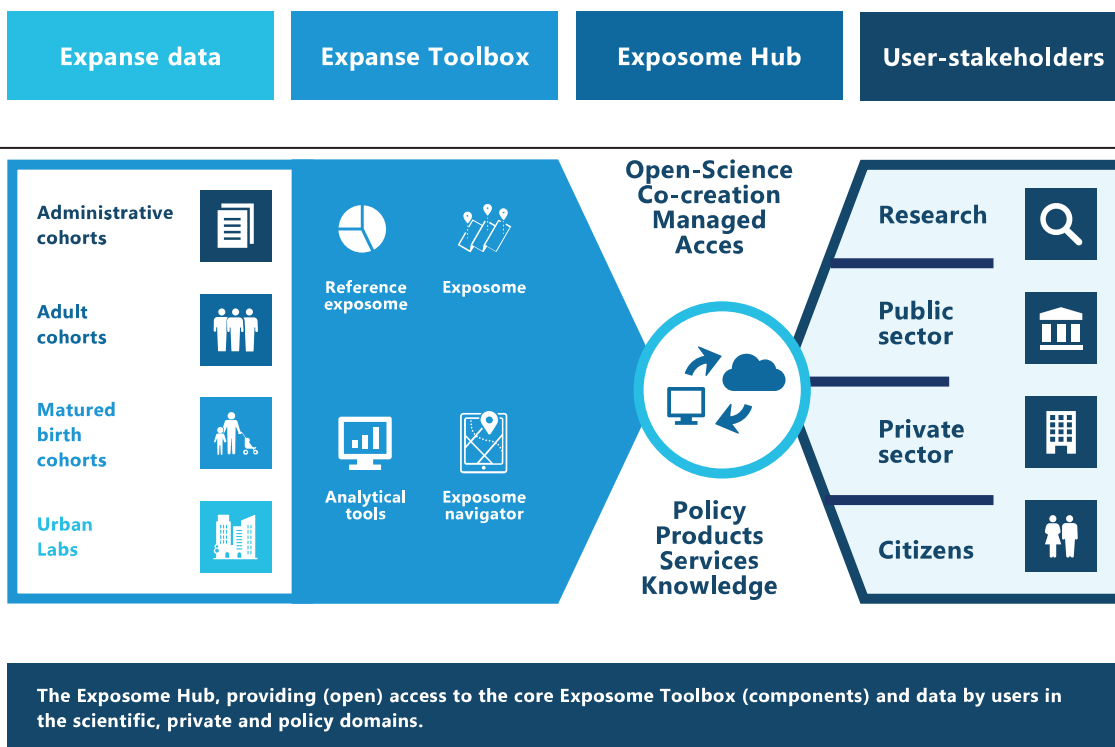 Expanse data
Expanse Toolbox
Exposome Hub
User-stakeholders
Administrative
cohorts
Adult
cohorts
Matured
birth
cohorts
Urban
Labs
Reference
exposome
Exposome
Analytical
tools
Exposome
navigator
Open-Science
Co-creation
Managed
Acces
Policy
Products
Services
Knowledge
Research
Public
sector
Private
sector
Citizens
The Exposome Hub, providing (open) access to the core Exposome Toolbox (components) and data by users in
the scientific, private and policy domains.